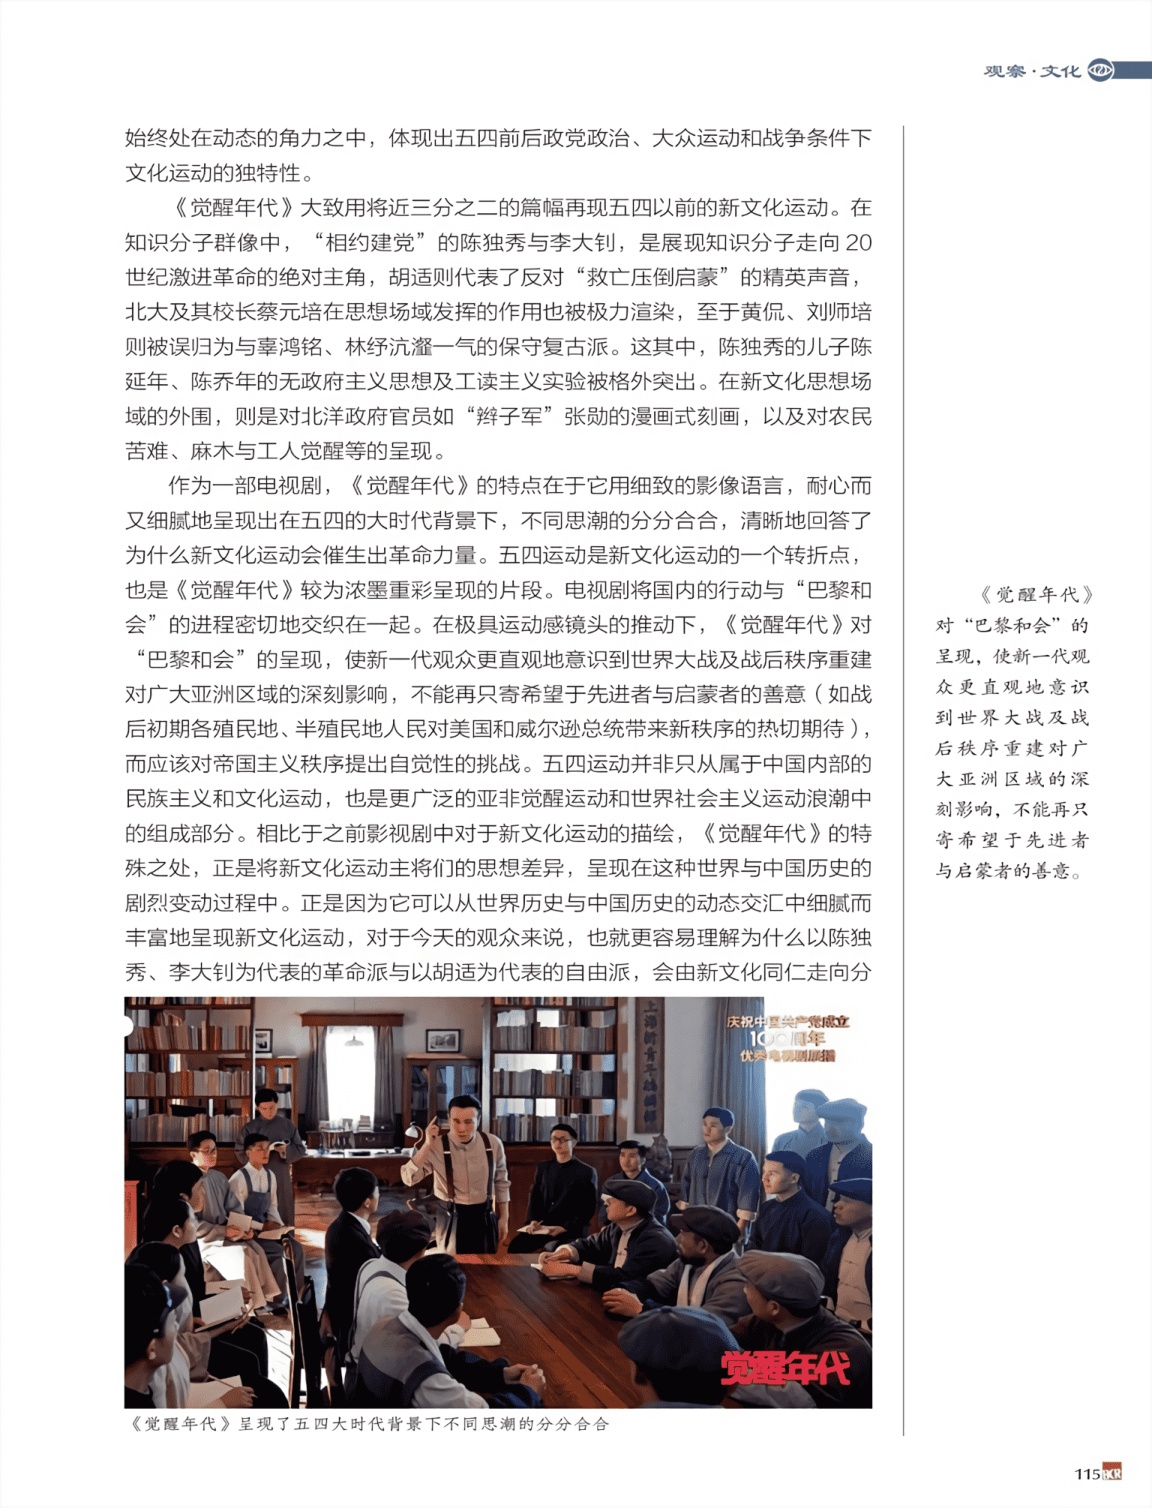 观察·文化
始终处在动态的角力之中，体现出五四前后政党政治、大众运动和战争条件下
文化运动的独特性。
《觉醒年代》大致用将近三分之二的篇幅再现五四以前的新文化运动。在
知识分子群像中，“相约建党”的陈独秀与李大钊，是展现知识分子走向 20
世纪激进革命的绝对主角，胡适则代表了反对“救亡压倒启蒙”的精英声音，
北大及其校长蔡元培在思想场域发挥的作用也被极力渲染，至于黄侃、刘师培
则被误归为与辜鸿铭、林纾沆瀣一气的保守复古派。这其中，陈独秀的儿子陈
延年、陈乔年的无政府主义思想及工读主义实验被格外突出。在新文化思想场
域的外围，则是对北洋政府官员如“辫子军”张勋的漫画式刻画，以及对农民
苦难、麻木与工人觉醒等的呈现。
作为一部电视剧，《觉醒年代》的特点在于它用细致的影像语言，耐心而
又细腻地呈现出在五四的大时代背景下，不同思潮的分分合合，清晰地回答了
为什么新文化运动会催生出革命力量。五四运动是新文化运动的一个转折点，
也是《觉醒年代》较为浓墨重彩呈现的片段。电视剧将国内的行动与“巴黎和
会”的进程密切地交织在一起。在极具运动感镜头的推动下，《觉醒年代》对
“巴黎和会”的呈现，使新一代观众更直观地意识到世界大战及战后秩序重建
对广大亚洲区域的深刻影响，不能再只寄希望于先进者与启蒙者的善意（如战
后初期各殖民地、半殖民地人民对美国和威尔逊总统带来新秩序的热切期待），
而应该对帝国主义秩序提出自觉性的挑战。五四运动并非只从属于中国内部的
民族主义和文化运动，也是更广泛的亚非觉醒运动和世界社会主义运动浪潮中
的组成部分。相比于之前影视剧中对于新文化运动的描绘，《觉醒年代》的特
殊之处，正是将新文化运动主将们的思想差异，呈现在这种世界与中国历史的
剧烈变动过程中。正是因为它可以从世界历史与中国历史的动态交汇中细腻而
丰富地呈现新文化运动，对于今天的观众来说，也就更容易理解为什么以陈独
秀、李大钊为代表的革命派与以胡适为代表的自由派，会由新文化同仁走向分
《觉醒年代》
对“巴黎和会”的
呈现，使新一代观
众更直观地意识
到世界大战及战
后秩序重建对广
大亚洲区域的深
刻影响，不能再只
寄希望于先进者
与启蒙者的善意。
庆祝中国共产党成立
100周年
优秀电视剧展播
觉醒年代
《觉醒年代》呈现了五四大时代背景下不同思潮的分分合合
115